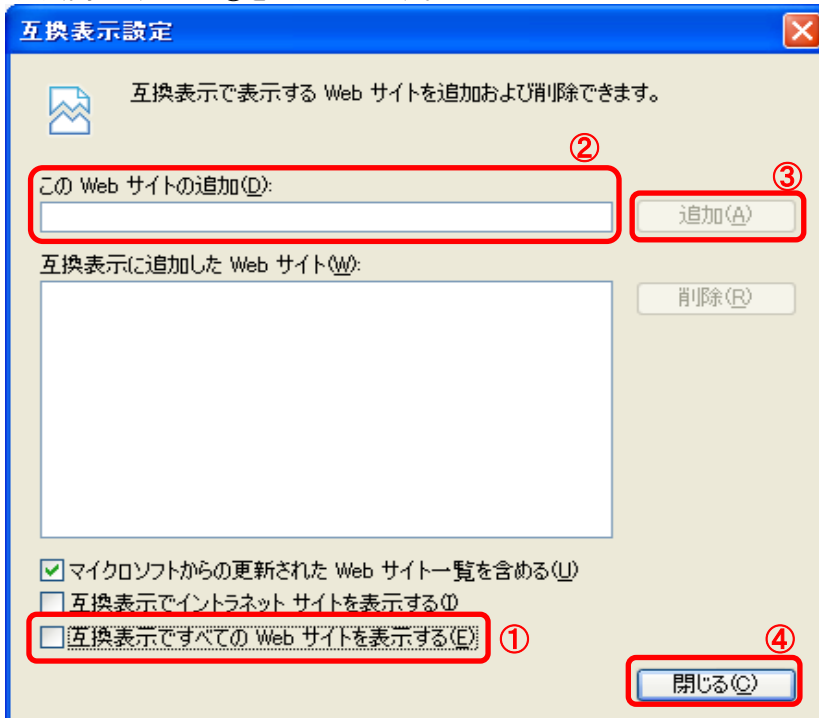 互換表示設定
互換表示で表示する Web サイトを追加および削除できます。
②
この Web サイトの追加(D):
③
追加(A)
互換表示に追加した Web サイト(W):
削除(R)
マイクロソフトからの更新された Web サイト一覧を含める(U)
互換表示でイントラネット サイトを表示する(I)
互換表示ですべての Web サイトを表示する(E)
①
④
閉じる(C)